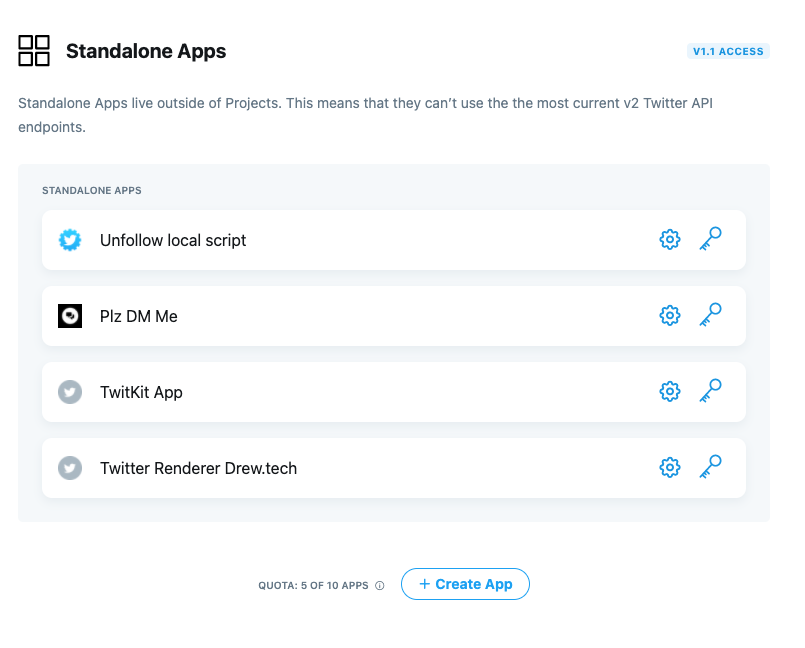 Standalone Apps
V1.1 ACCESS
Standalone Apps live outside of Projects. This means that they can't use the the most current v2 Twitter API
endpoints.
STANDALONE APPS
Unfollow local script
Plz DM Me
TwitKit App
Twitter Renderer Drew.tech
QUOTA: 5 OF 10 APPS
+ Create App